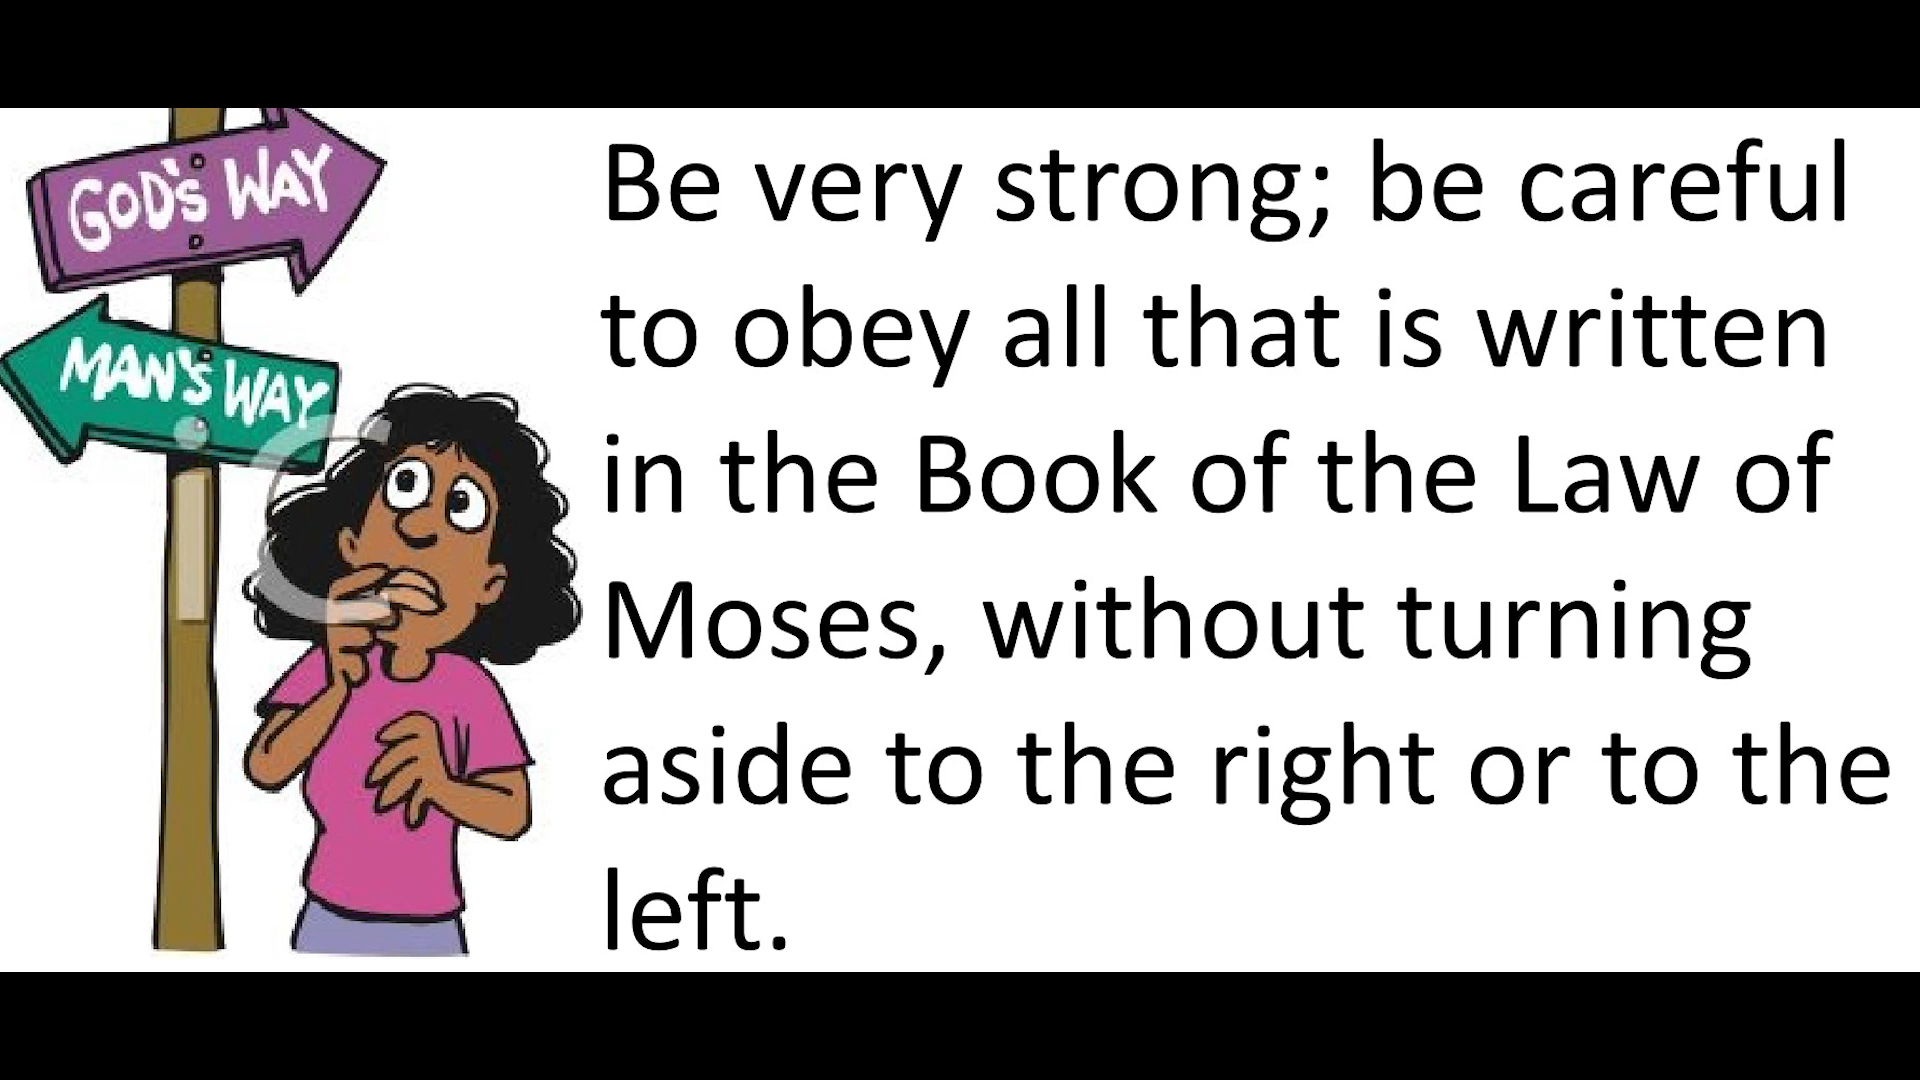 GOD'S WAY
MAN'S WAY
Be very strong; be careful
to obey all that is written
in the Book of the Law of
Moses, without turning
aside to the right or to the
left.